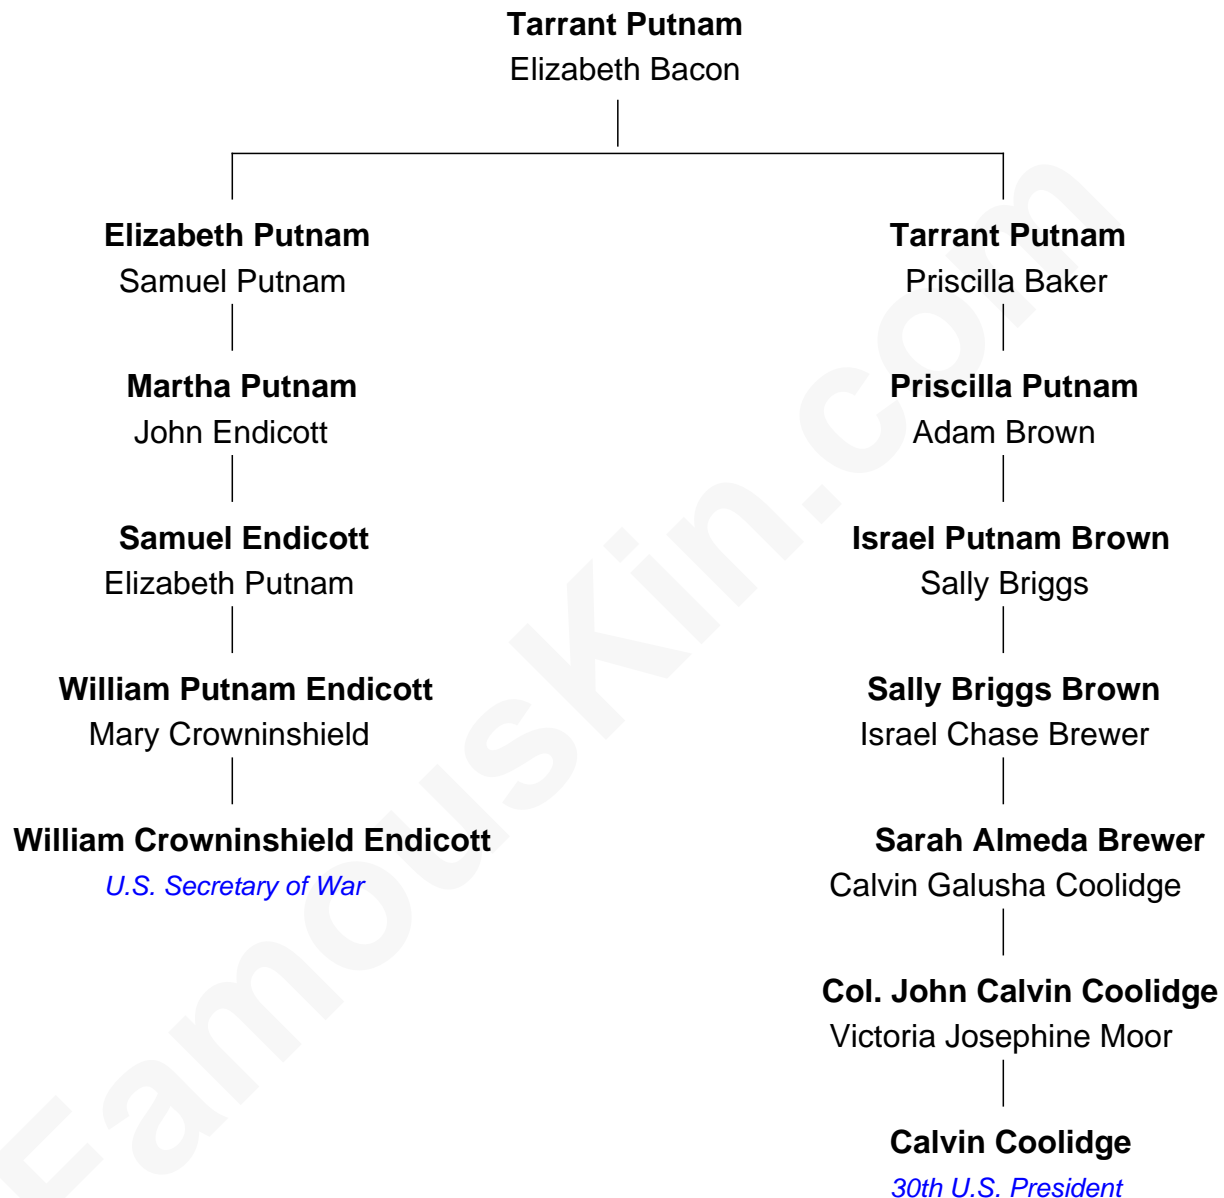 Tarrant Putnam
Elizabeth Bacon
Elizabeth Putnam
Samuel Putnam
Tarrant Putnam
Priscilla Baker
Martha Putnam
John Endicott
Priscilla Putnam
Adam Brown
Samuel Endicott
Elizabeth Putnam
Israel Putnam Brown
Sally Briggs
William Putnam Endicott
Mary Crowninshield
Sally Briggs Brown
Israel Chase Brewer
William Crowninshield Endicott
U.S. Secretary of War
Sarah Almeda Brewer
Calvin Galusha Coolidge
Col. John Calvin Coolidge
Victoria Josephine Moor
Calvin Coolidge
30th U.S. President
FamousKin.com